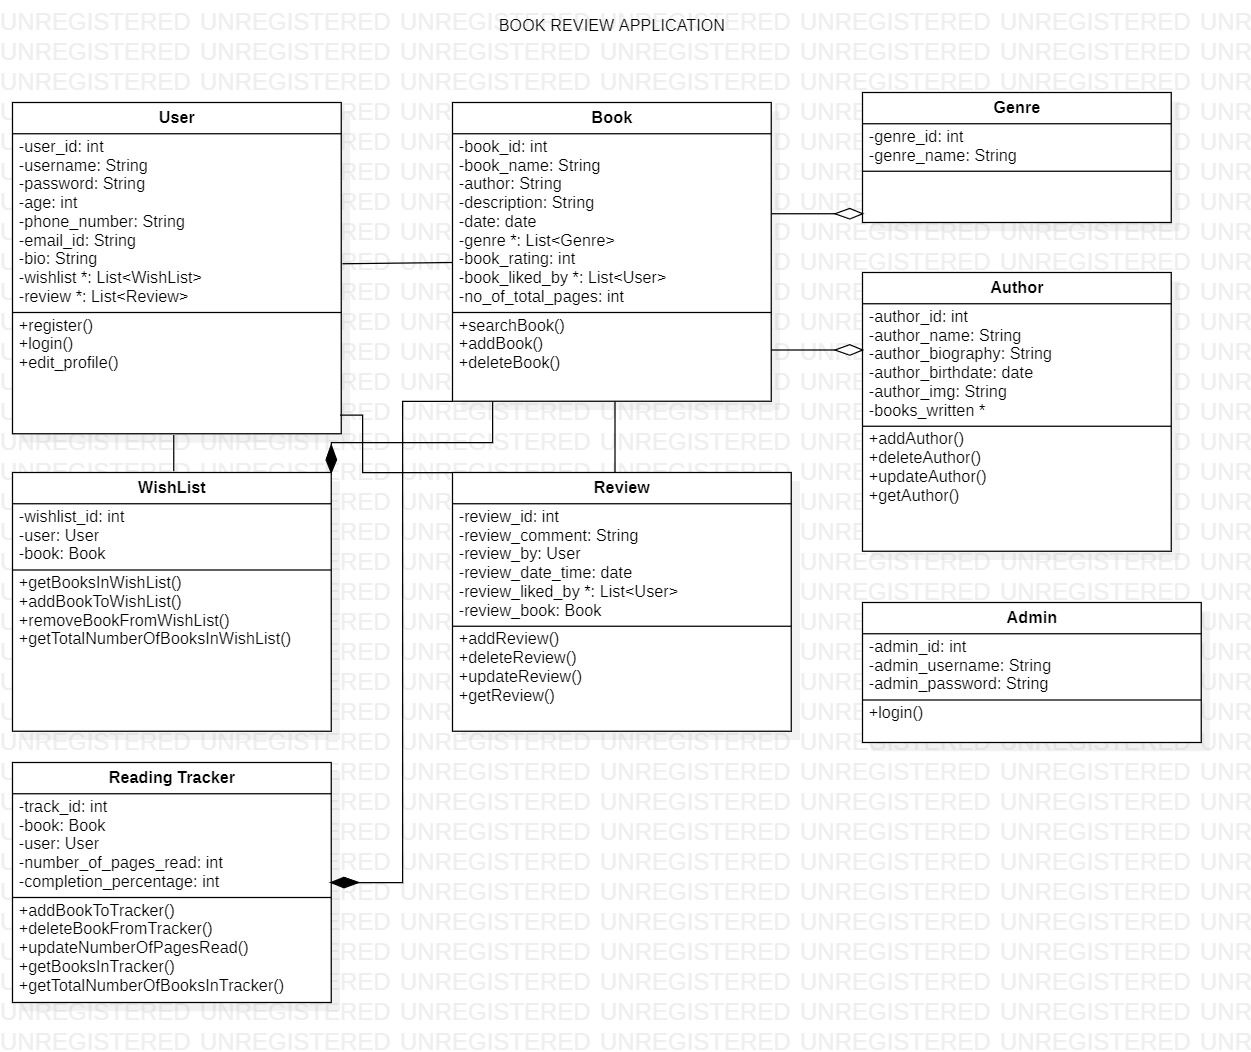 BOOK REVIEW APPLICATION
User
-user_id: int
-username: String
-password: String
-age: int
-phone_number: String
-email_id: String
-bio: String
-wishlist *: List<WishList>
-review *: List<Review>
+register()
+login()
+edit_profile()
Book
-book_id: int
-book_name: String
-author: String
-description: String
-date: date
-genre *: List<Genre>
-book_rating: int
-book_liked_by *: List<User>
-no_of_total_pages: int
+searchBook()
+addBook()
+deleteBook()
Genre
-genre_id: int
-genre_name: String
Author
-author_id: int
-author_name: String
-author_biography: String
-author_birthdate: date
-author_img: String
-books_written *
+addAuthor()
+deleteAuthor()
+updateAuthor()
+getAuthor()
WishList
-wishlist_id: int
-user: User
-book: Book
+getBooksInWishList()
+addBookToWishList()
+removeBookFromWishList()
+getTotalNumberOfBooksInWishList()
Review
-review_id: int
-review_comment: String
-review_by: User
-review_date_time: date
-review_liked_by *: List<User>
-review_book: Book
+addReview()
+deleteReview()
+updateReview()
+getReview()
Admin
-admin_id: int
-admin_username: String
-admin_password: String
+login()
Reading Tracker
-track_id: int
-book: Book
-user: User
-number_of_pages_read: int
-completion_percentage: int
+addBookToTracker()
+deleteBookFromTracker()
+updateNumberOfPagesRead()
+getBooksInTracker()
+getTotalNumberOfBooksInTracker()
UNREGISTERED